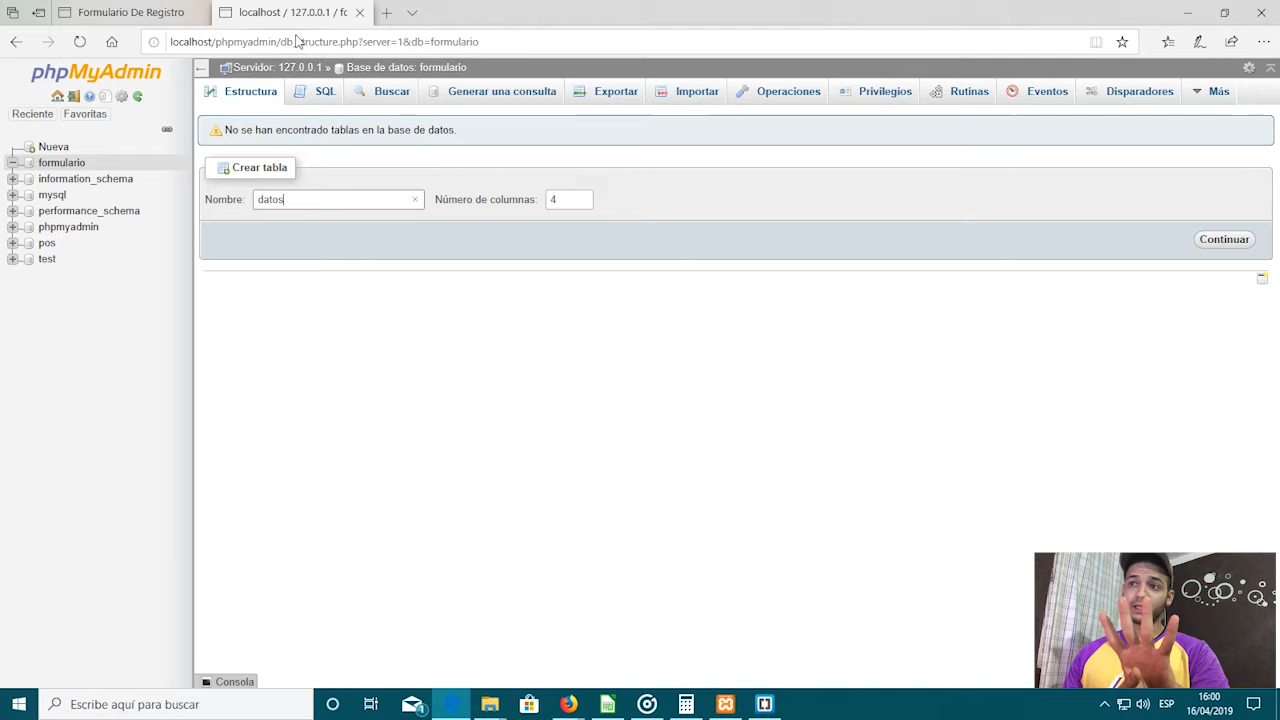 Formulario De Registro
localhost / 127.0.0.1 / fo
localhost/phpmyadmin/db_structure.php?server=1&db=formulario
phpMyAdmin
Reciente
Favoritas
Nueva
formulario
information_schema
mysql
performance_schema
phpmyadmin
pos
test
Servidor: 127.0.0.1 » Base de datos: formulario
Estructura
SQL
Buscar
Generar una consulta
Exportar
Importar
Operaciones
Privilegios
Rutinas
Eventos
Disparadores
Más
No se han encontrado tablas en la base de datos.
Crear tabla
Nombre: datos
Número de columnas: 4
Continuar
Consola
Escribe aquí para buscar
ESP
16:00
16/04/2019